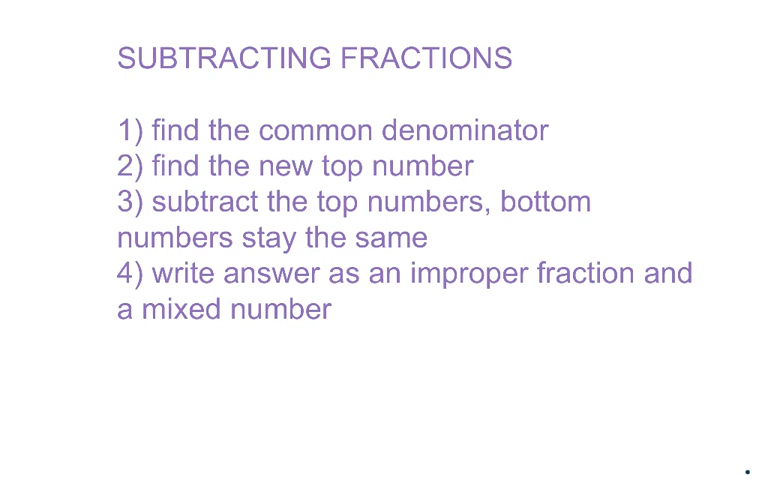 SUBTRACTING FRACTIONS
1) find the common denominator
2) find the new top number
3) subtract the top numbers, bottom
numbers stay the same
4) write answer as an improper fraction and
a mixed number